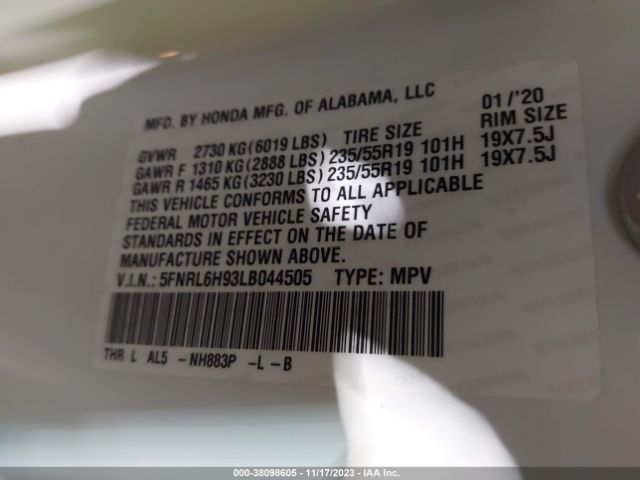 MFD. BY HONDA MFG. OF ALABAMA, LLC 01/'20
GVWR 2730 KG(6019 LBS) TIRE SIZE RIM SIZE
GAWR F 1310 KG(2888 LBS) 235/55R19 101H 19X7.5J
GAWR R 1465 KG(3230 LBS) 235/55R19 101H 19X7.5J
THIS VEHICLE CONFORMS TO ALL APPLICABLE
FEDERAL MOTOR VEHICLE SAFETY
STANDARDS IN EFFECT ON THE DATE OF
MANUFACTURE SHOWN ABOVE.
V.I.N.: 5FNRL6H93LB044505 TYPE: MPV
THR L AL5 -NH883P -L-B
000-38098605 - 11/17/2023 - IAA Inc.